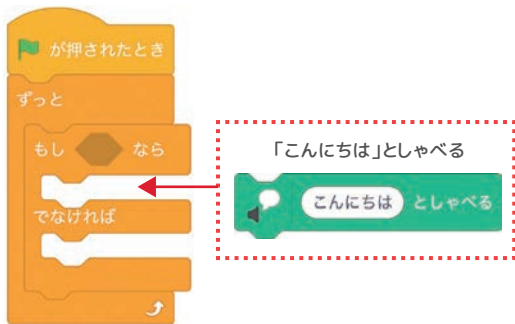 が押されたとき
ずっと
もし なら
でなければ
「こんにちは」としゃべる
こんにちは としゃべる